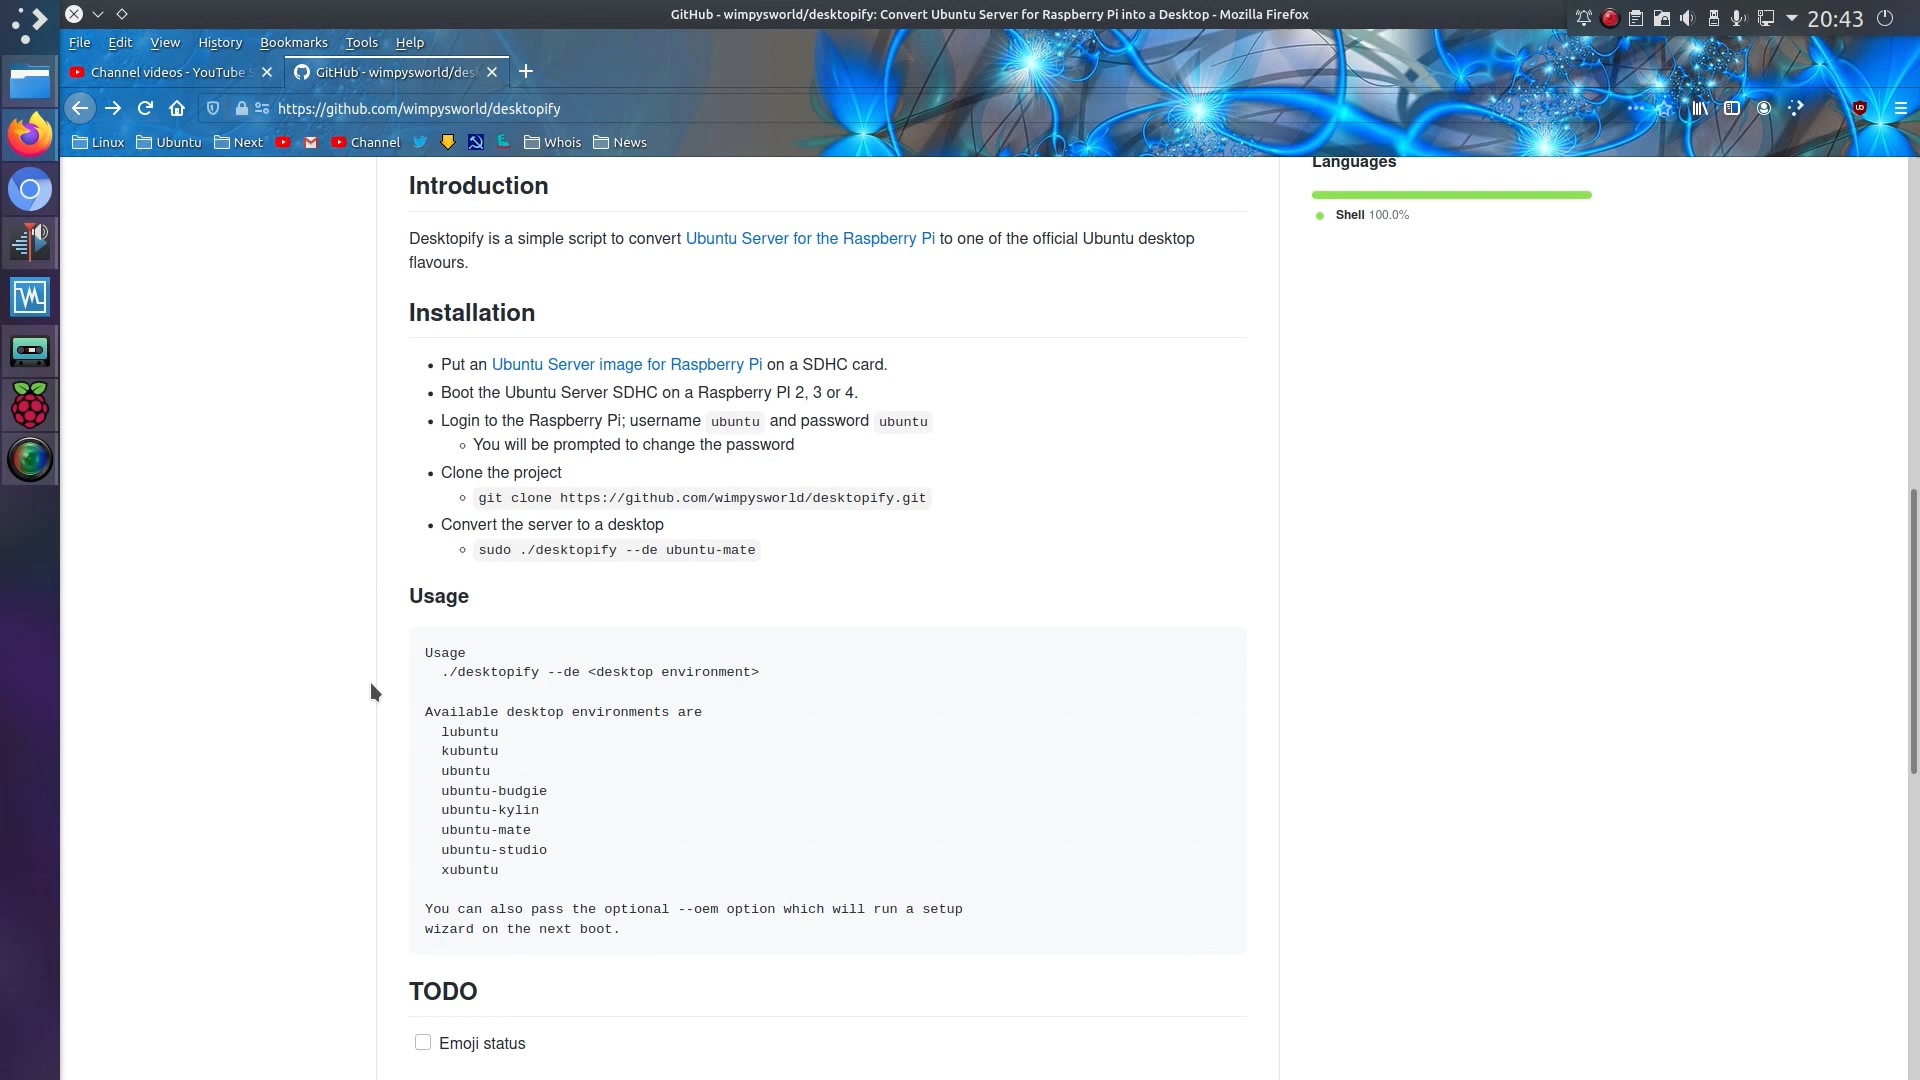 GitHub - wimpysworld/desktopify: Convert Ubuntu Server for Raspberry Pi into a Desktop - Mozilla Firefox
20:43
File Edit View History Bookmarks Tools Help
Channel videos - YouTube
GitHub - wimpysworld/des
https://github.com/wimpysworld/desktopify
Linux Ubuntu Next Channel Whois News
Languages
Shell 100.0%
Introduction
Desktopify is a simple script to convert Ubuntu Server for the Raspberry Pi to one of the official Ubuntu desktop
flavours.
Installation
Put an Ubuntu Server image for Raspberry Pi on a SDHC card.
Boot the Ubuntu Server SDHC on a Raspberry PI 2, 3 or 4.
Login to the Raspberry Pi; username ubuntu and password ubuntu
You will be prompted to change the password
Clone the project
git clone https://github.com/wimpysworld/desktopify.git
Convert the server to a desktop
sudo ./desktopify --de ubuntu-mate
Usage
Usage
./desktopify --de <desktop environment>
Available desktop environments are
lubuntu
kubuntu
ubuntu
ubuntu-budgie
ubuntu-kylin
ubuntu-mate
ubuntu-studio
xubuntu
You can also pass the optional --oem option which will run a setup
wizard on the next boot.
TODO
Emoji status